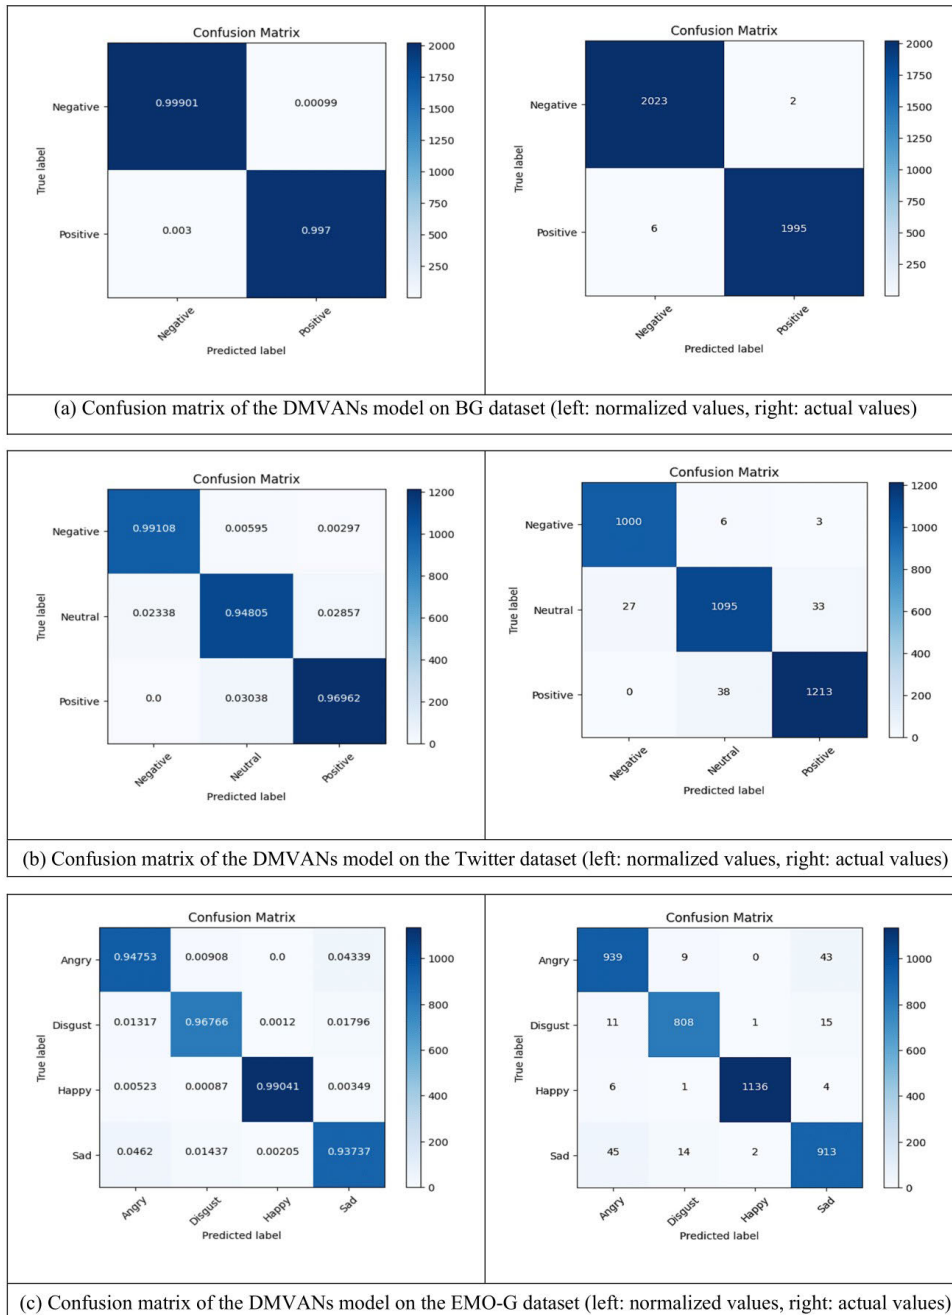 Confusion Matrix
Negative 0.99901 0.00099
Positive 0.003 0.997
True label
Negative Positive
Predicted label
2000
1750
1500
1250
1000
750
500
250
Confusion Matrix
Negative 2023 2
Positive 6 1995
True label
Negative Positive
Predicted label
2000
1750
1500
1250
1000
750
500
250
(a) Confusion matrix of the DMVANs model on BG dataset (left: normalized values, right: actual values)
Confusion Matrix
Negative 0.99108 0.00595 0.00297
Neutral 0.02338 0.94805 0.02857
Positive 0.0 0.03038 0.96962
True label
Negative Neutral Positive
Predicted label
1200
1000
800
600
400
200
0
Confusion Matrix
Negative 1000 6 3
Neutral 27 1095 33
Positive 0 38 1213
True label
Negative Neutral Positive
Predicted label
1200
1000
800
600
400
200
0
(b) Confusion matrix of the DMVANs model on the Twitter dataset (left: normalized values, right: actual values)
Confusion Matrix
Angry 0.94753 0.00908 0.0 0.04339
Disgust 0.01317 0.96766 0.0012 0.01796
Happy 0.00523 0.00087 0.99041 0.00349
Sad 0.0462 0.01437 0.00205 0.93737
True label
Angry Disgust Happy Sad
Predicted label
1000
800
600
400
200
0
Confusion Matrix
Angry 939 9 0 43
Disgust 11 808 1 15
Happy 6 1 1136 4
Sad 45 14 2 913
True label
Angry Disgust Happy Sad
Predicted label
1000
800
600
400
200
0
(c) Confusion matrix of the DMVANs model on the EMO-G dataset (left: normalized values, right: actual values)